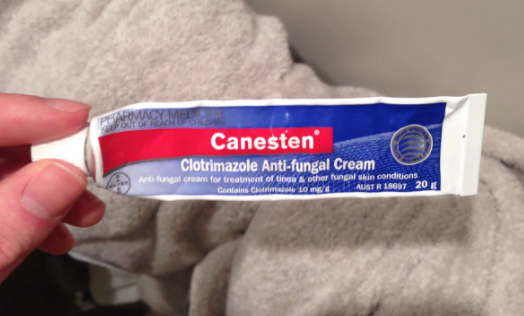 PHARMACY MEDICINE
KEEP OUT OF REACH OF CHILDREN
Canesten®
Clotrimazole Anti-fungal Cream
Anti-fungal cream for treatment of tinea & other fungal skin conditions
Contains Clotrimazole 10 mg/g
AUST R 18697 20 g